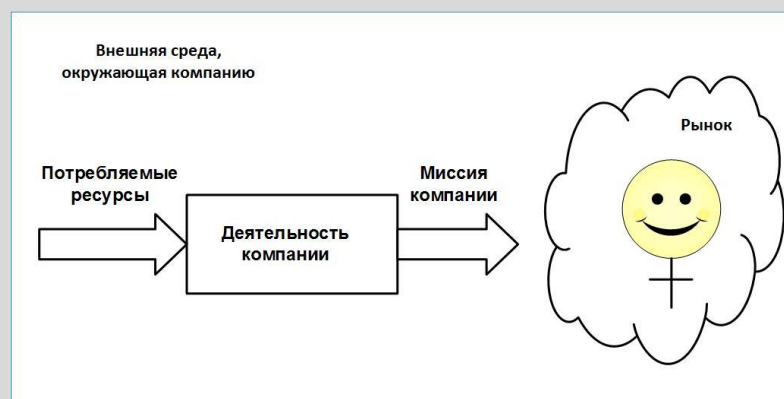 Внешняя среда,
окружающая компанию
Рынок
Потребляемые
ресурсы
Миссия
компании
Деятельность
компании